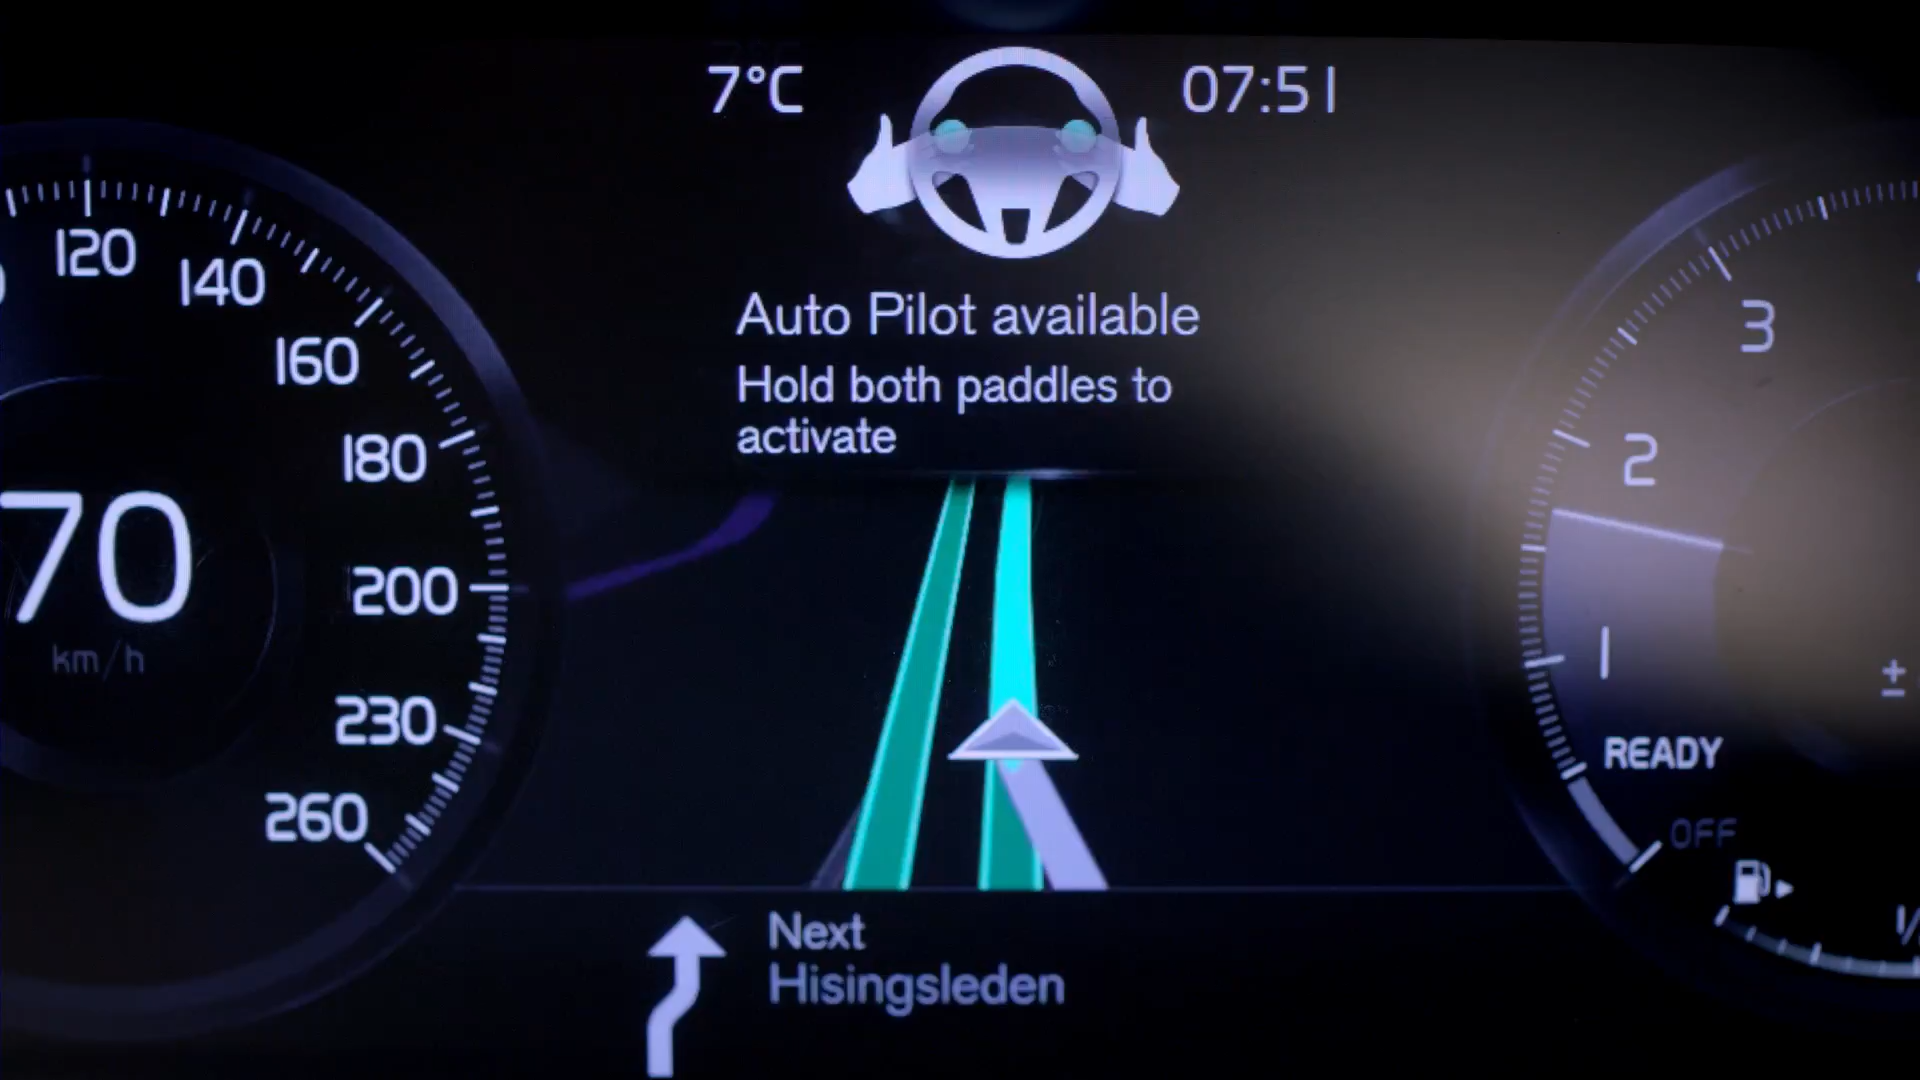 7°C
07:51
Auto Pilot available
Hold both paddles to
activate
120
140
160
180
200
230
260
70
km/h
3
2
1
±
READY
OFF
Next
Hisingsleden